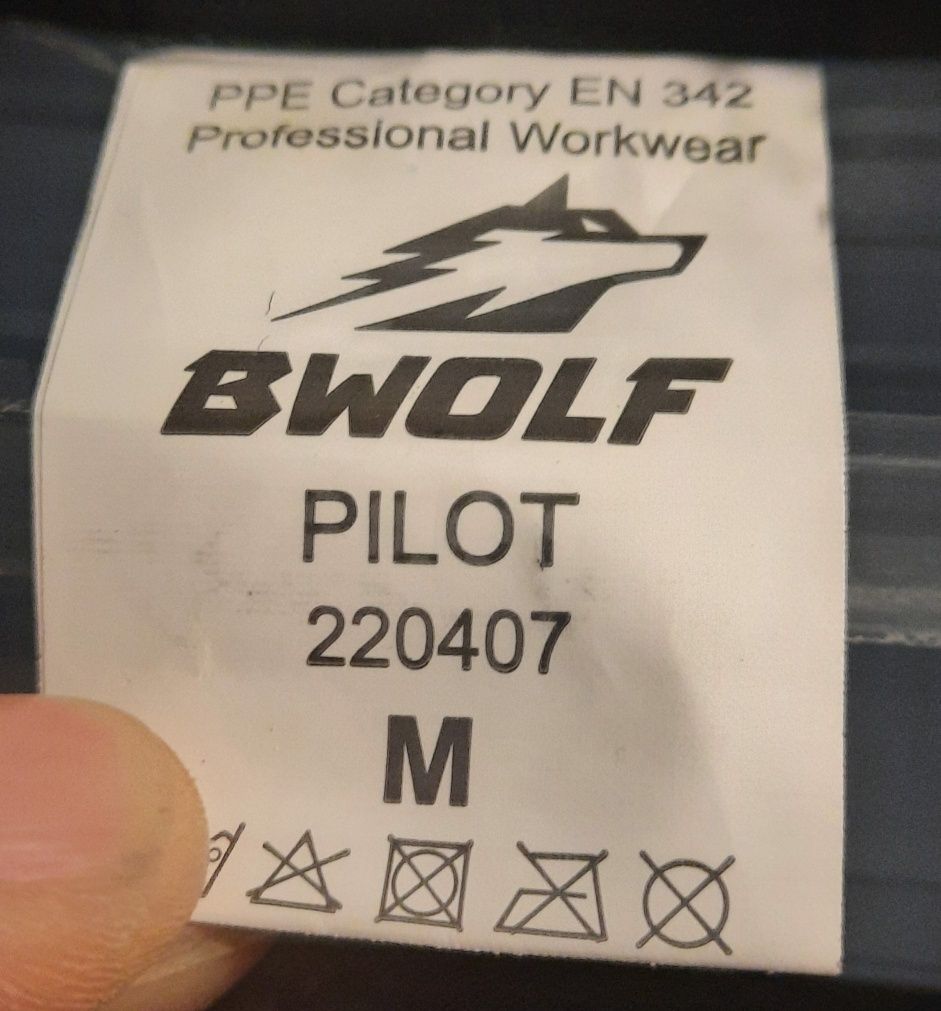 PPE Category EN 342
Professional Workwear
BWOLF
PILOT
220407
M